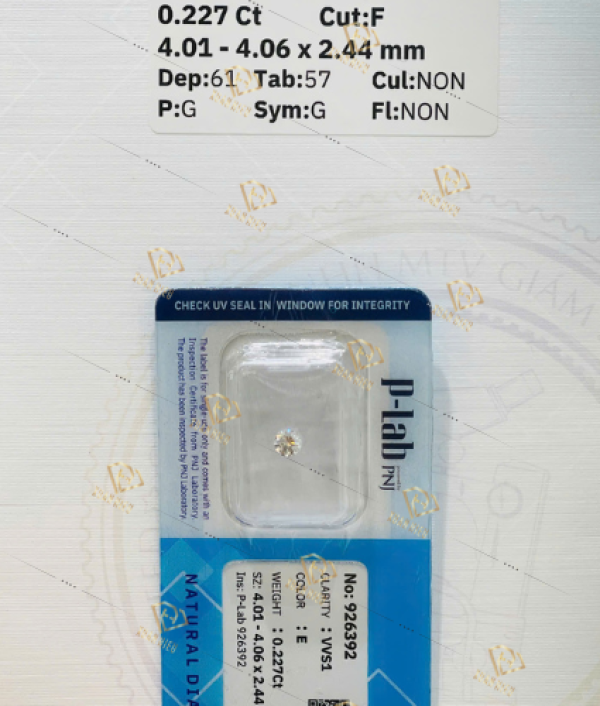 0.227 Ct Cut:F
4.01 - 4.06 x 2.44 mm
Dep:61 Tab:57 Cul:NON
P:G Sym:G Fl:NON
GIÁM
CHECK UV SEAL IN WINDOW FOR INTEGRITY
The label is for single-use only and comes with an
Inspection Certificate from PNJ Laboratory.
The product has been inspected by PNJ Laboratory.
P-Lab
PNJ
No: 926392
CLARITY : VVS1
COLOR : E
WEIGHT : 0.227Ct
SZ: 4.01 - 4.06 x 2.44
Ins: P-Lab 926392
NATURAL DIA